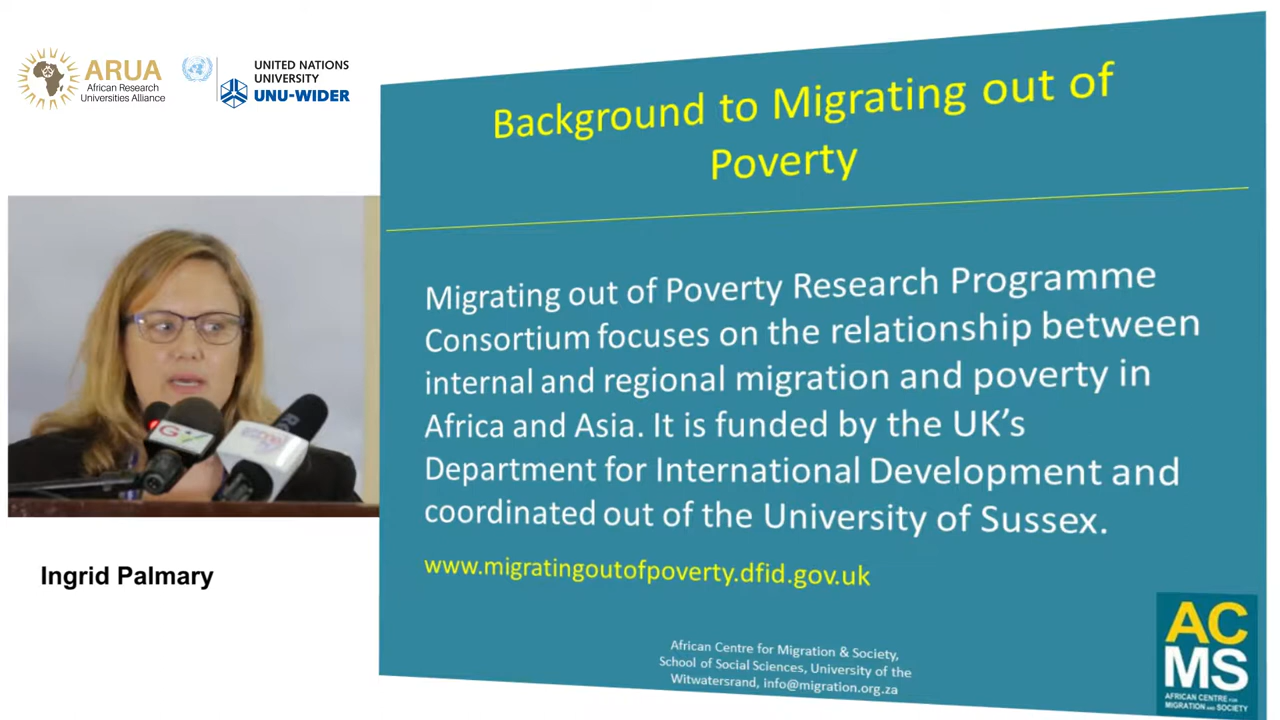 ARUA
African Research
Universities Alliance
UNITED NATIONS
UNIVERSITY
UNU-WIDER
Background to Migrating out of
Poverty
Migrating out of Poverty Research Programme
Consortium focuses on the relationship between
internal and regional migration and poverty in
Africa and Asia. It is funded by the UK’s
Department for International Development and
coordinated out of the University of Sussex.
www.migratingoutofpoverty.dfid.gov.uk
Ingrid Palmary
African Centre for Migration & Society,
School of Social Sciences, University of the
Witwatersrand, info@migration.org.za
AC
MS
AFRICAN CENTRE FOR
MIGRATION AND SOCIETY